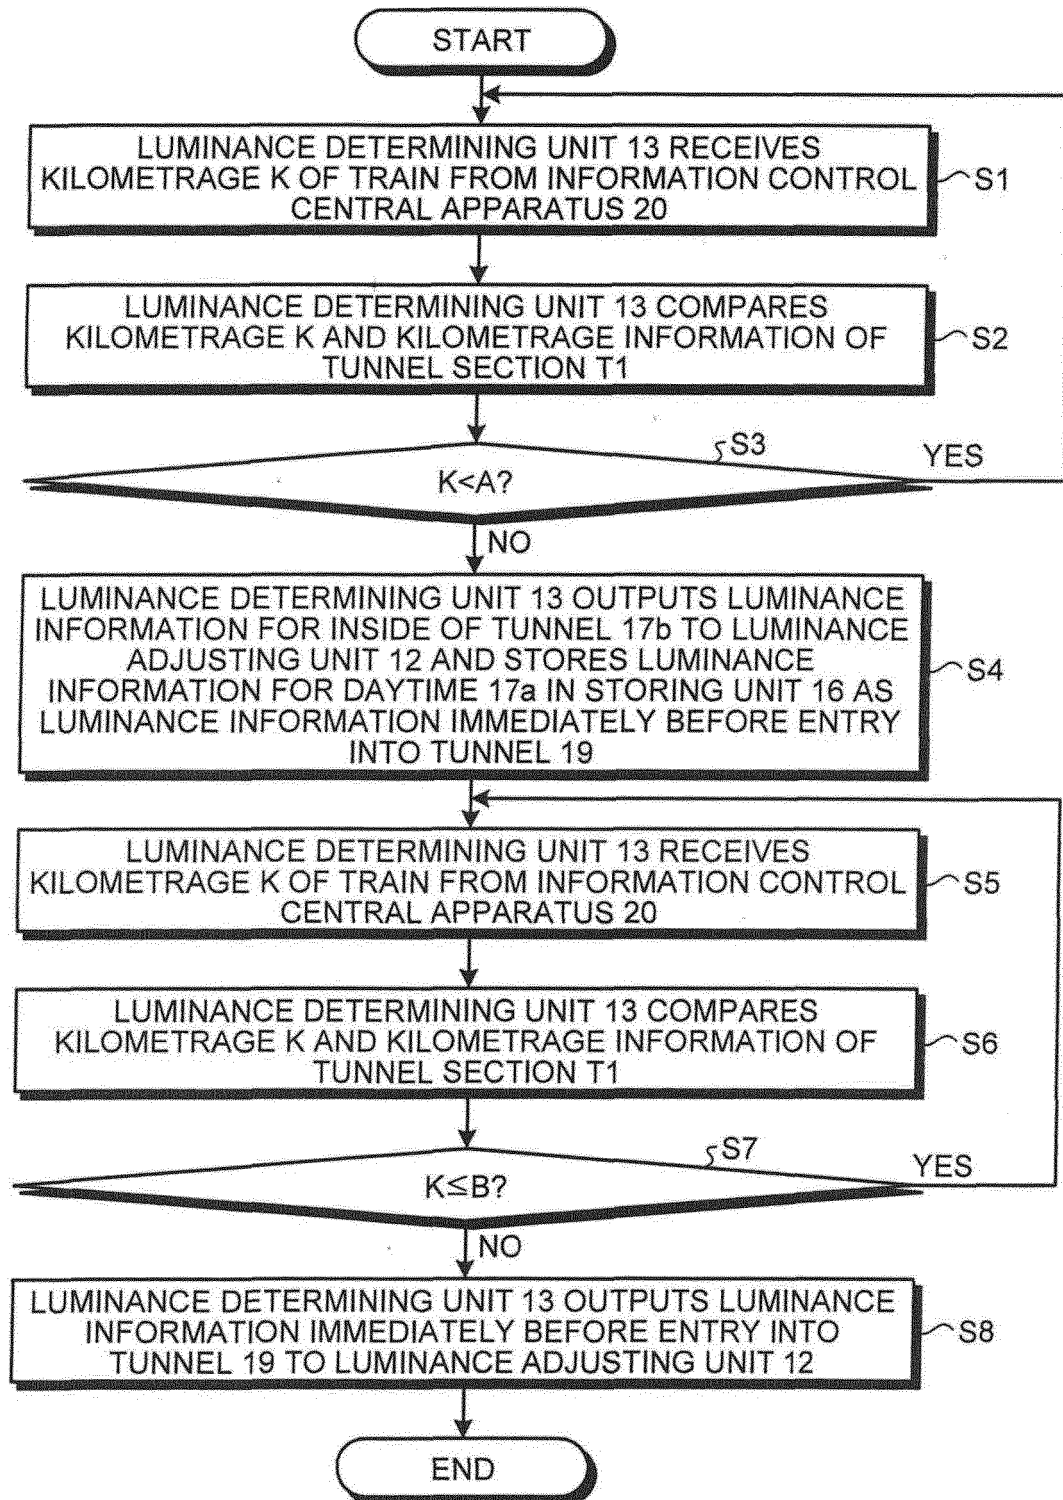 START
LUMINANCE DETERMINING UNIT 13 RECEIVES
KILOMETRAGE K OF TRAIN FROM INFORMATION CONTROL
CENTRAL APPARATUS 20
S1
LUMINANCE DETERMINING UNIT 13 COMPARES
KILOMETRAGE K AND KILOMETRAGE INFORMATION OF
TUNNEL SECTION T1
S2
S3
K<A?
YES
NO
LUMINANCE DETERMINING UNIT 13 OUTPUTS LUMINANCE
INFORMATION FOR INSIDE OF TUNNEL 17b TO LUMINANCE
ADJUSTING UNIT 12 AND STORES LUMINANCE
INFORMATION FOR DAYTIME 17a IN STORING UNIT 16 AS
LUMINANCE INFORMATION IMMEDIATELY BEFORE ENTRY
INTO TUNNEL 19
S4
LUMINANCE DETERMINING UNIT 13 RECEIVES
KILOMETRAGE K OF TRAIN FROM INFORMATION CONTROL
CENTRAL APPARATUS 20
S5
LUMINANCE DETERMINING UNIT 13 COMPARES
KILOMETRAGE K AND KILOMETRAGE INFORMATION OF
TUNNEL SECTION T1
S6
S7
K≦B?
YES
NO
LUMINANCE DETERMINING UNIT 13 OUTPUTS LUMINANCE
INFORMATION IMMEDIATELY BEFORE ENTRY INTO
TUNNEL 19 TO LUMINANCE ADJUSTING UNIT 12
S8
END